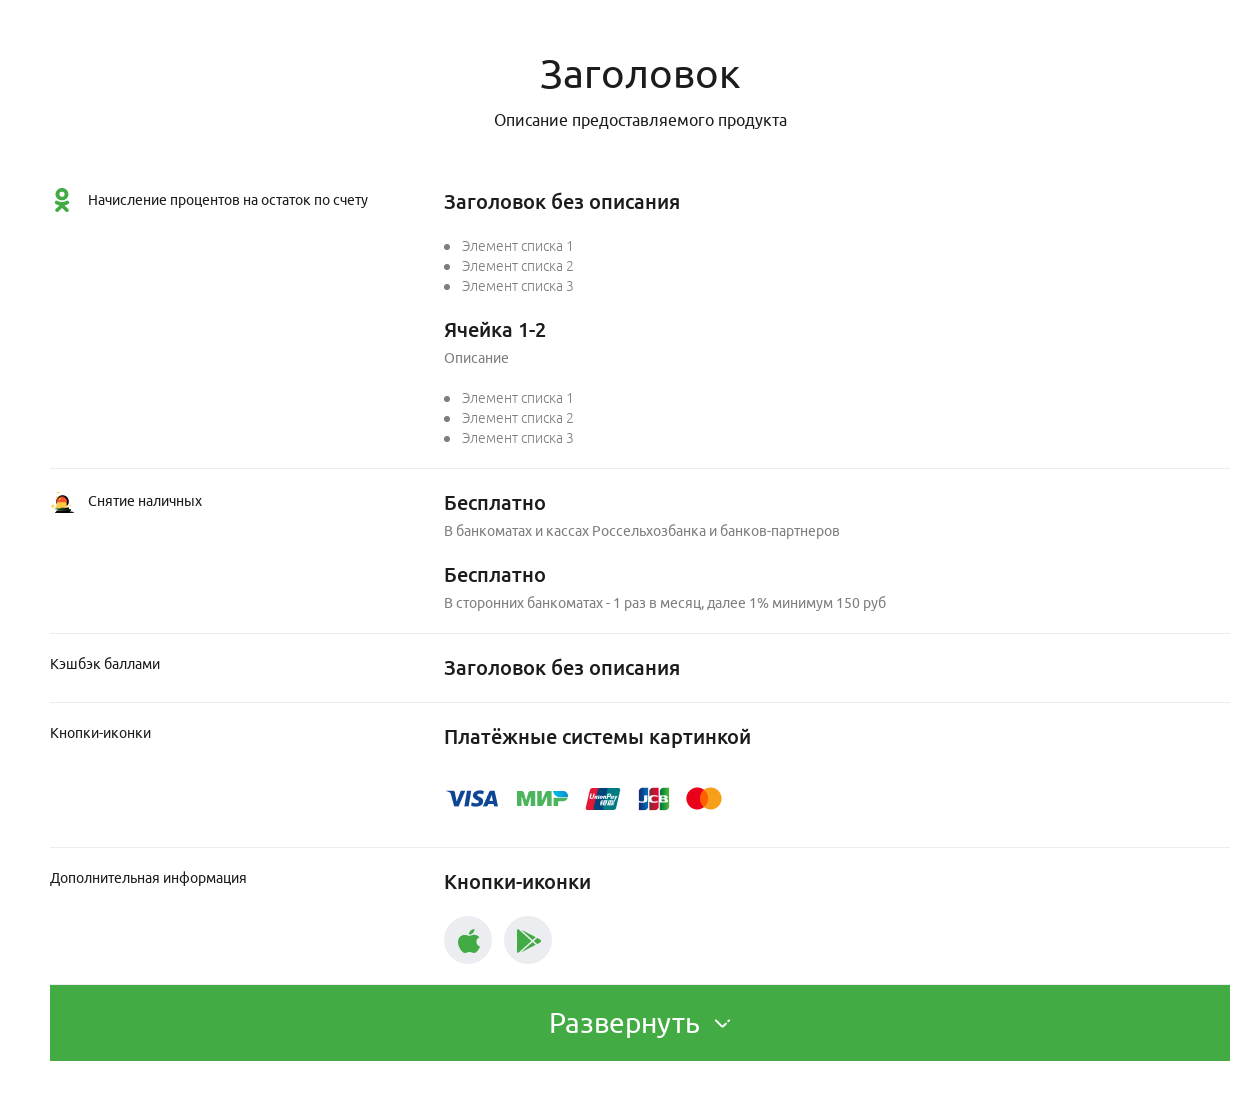 Заголовок
Описание предоставляемого продукта
Начисление процентов на остаток по счету
Заголовок без описания
Элемент списка 1
Элемент списка 2
Элемент списка 3
Ячейка 1-2
Описание
Элемент списка 1
Элемент списка 2
Элемент списка 3
Снятие наличных
Бесплатно
В банкоматах и кассах Россельхозбанка и банков-партнеров
Бесплатно
В сторонних банкоматах - 1 раз в месяц, далее 1% минимум 150 руб
Кэшбэк баллами
Заголовок без описания
Кнопки-иконки
Платёжные системы картинкой
VISA МИР UnionPay 银联 JCB
Дополнительная информация
Кнопки-иконки
Развернуть